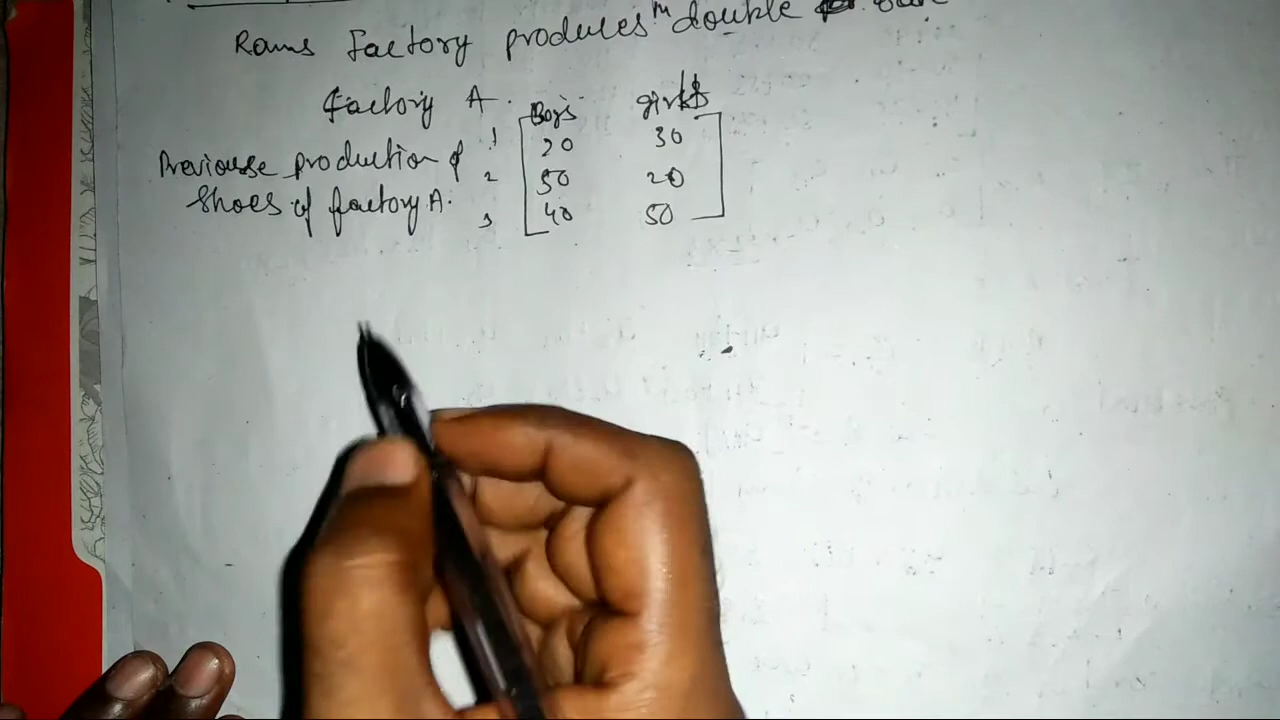 Rams Factory produces in double
Factory A.
Boys girls
1 20 30
Previouse production of 2 50 20
Shoes of factory A. 3 40 50